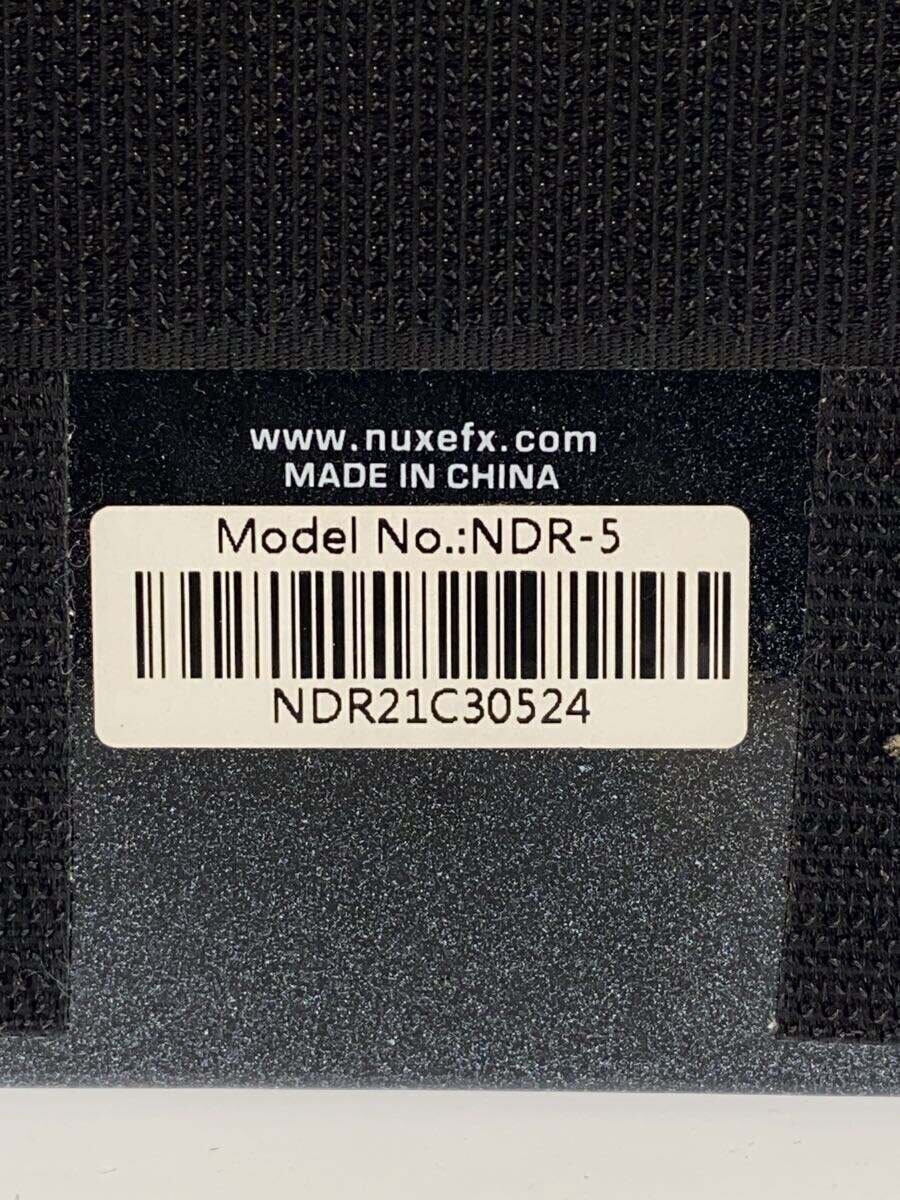 www.nuxefx.com
MADE IN CHINA
Model No.:NDR-5
NDR21C30524